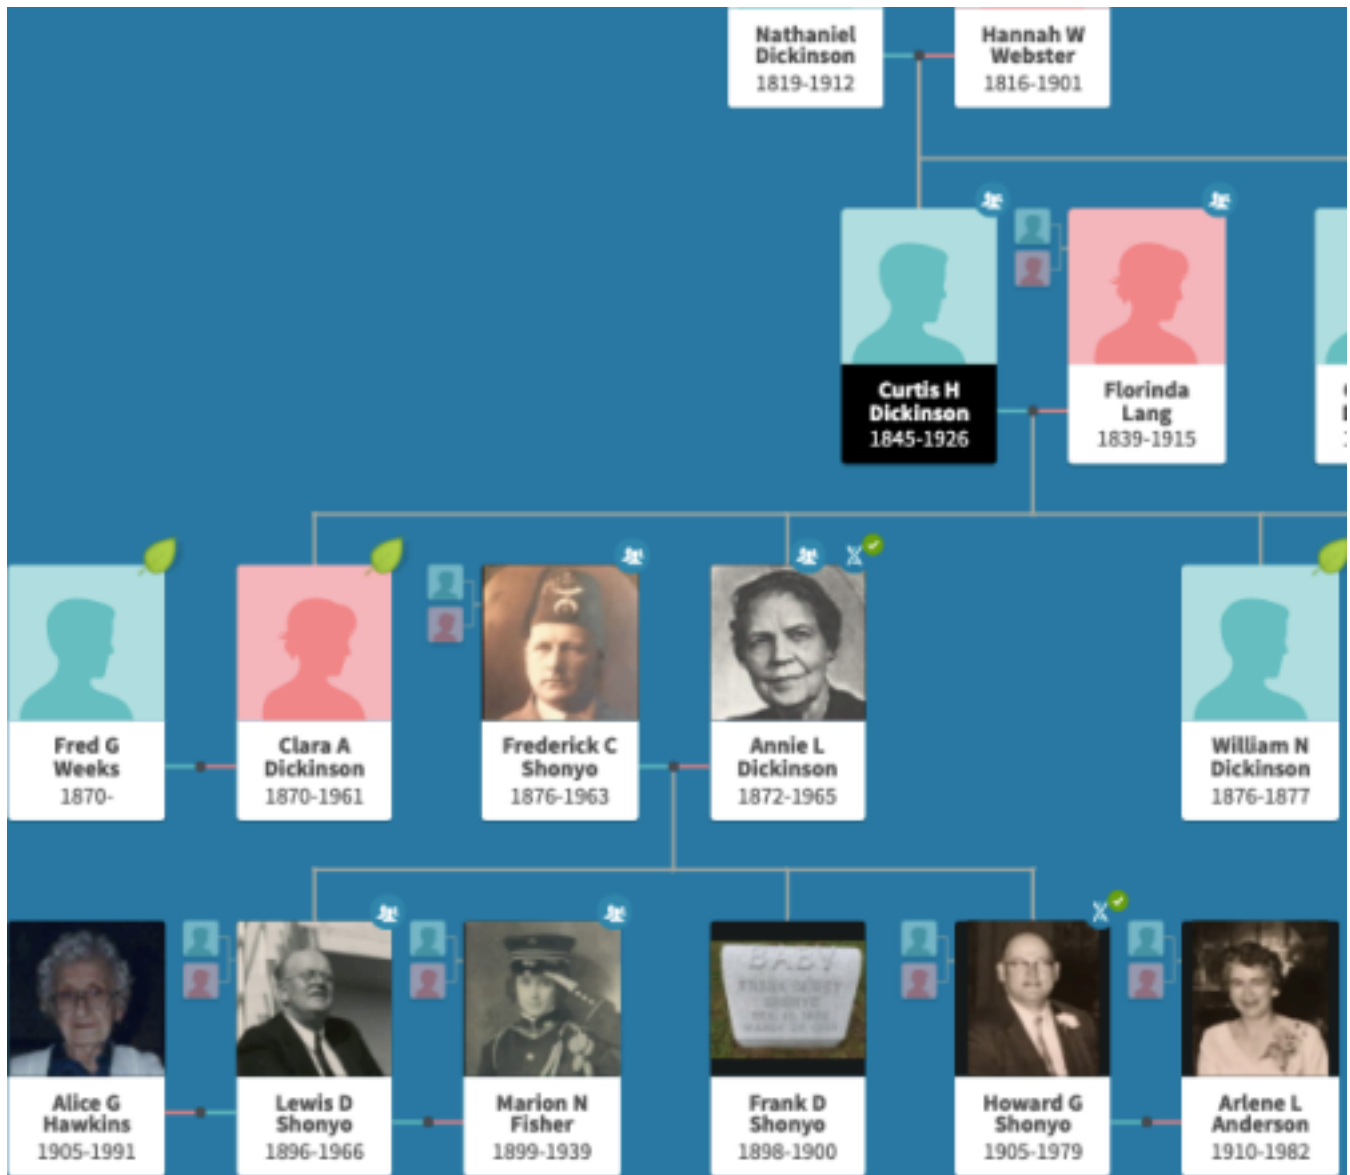 Nathaniel
Dickinson
1819-1912
Hannah W
Webster
1816-1901
Curtis H
Dickinson
1845-1926
Florinda
Lang
1839-1915
Fred G
Weeks
1870-
Clara A
Dickinson
1870-1961
Frederick C
Shonyo
1876-1963
Annie L
Dickinson
1872-1965
William N
Dickinson
1876-1877
BABY
Alice G
Hawkins
1905-1991
Lewis D
Shonyo
1896-1966
Marion N
Fisher
1899-1939
Frank D
Shonyo
1898-1900
Howard G
Shonyo
1905-1979
Arlene L
Anderson
1910-1982